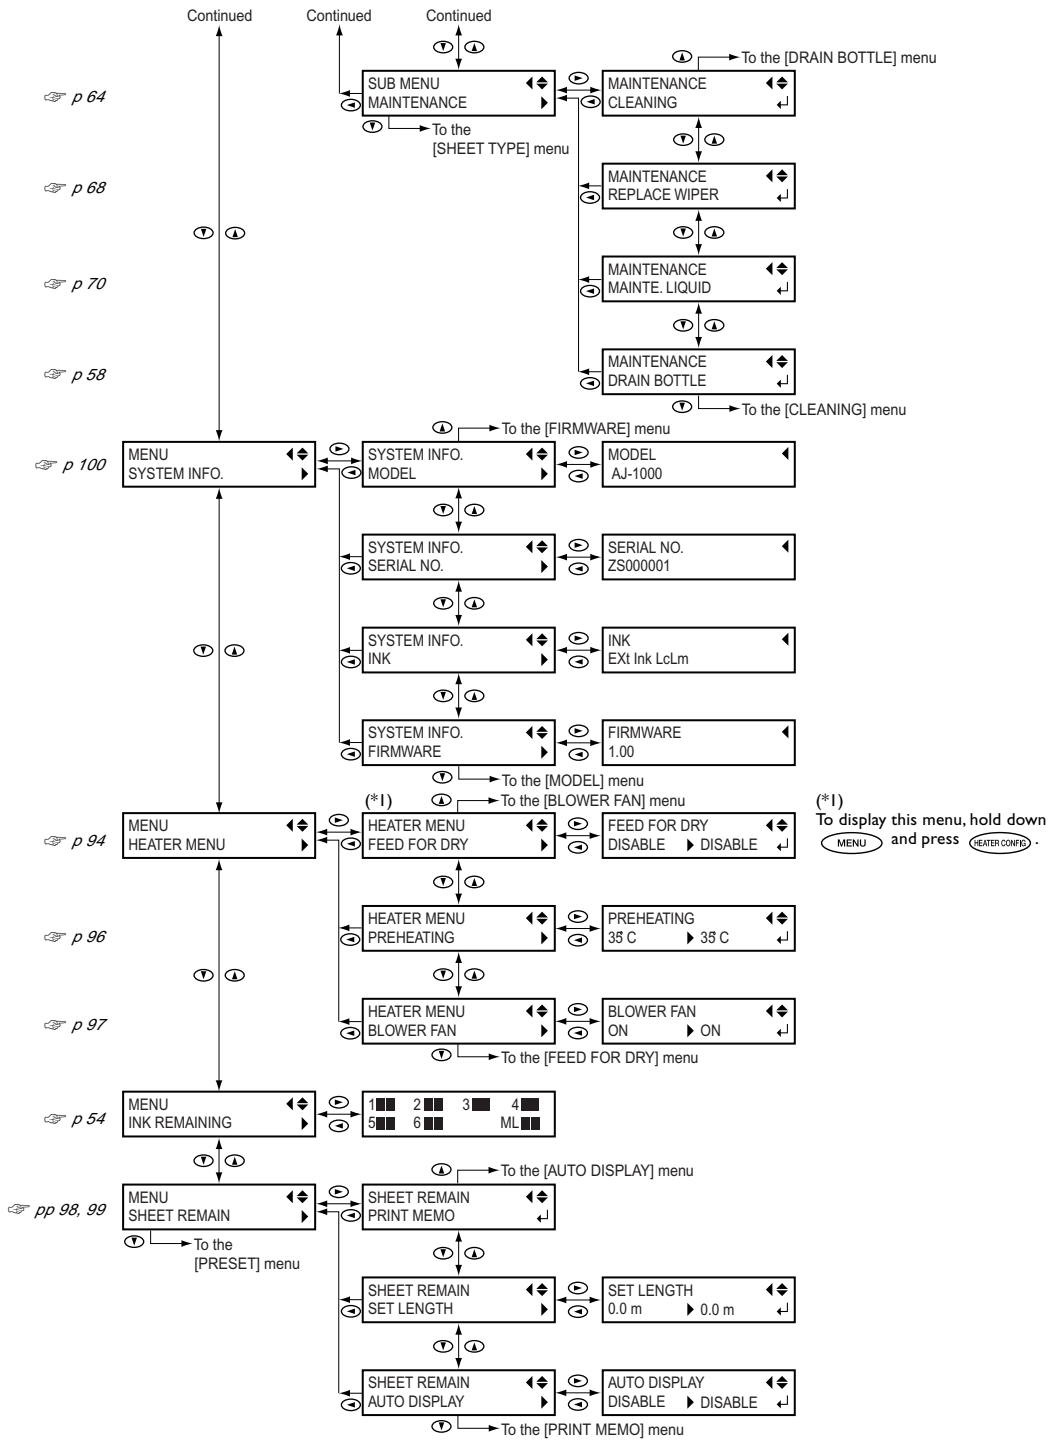 Continued
Continued
Continued
To the [DRAIN BOTTLE] menu
p 64
SUB MENU
MAINTENANCE
MAINTENANCE
CLEANING
To the
[SHEET TYPE] menu
p 68
MAINTENANCE
REPLACE WIPER
p 70
MAINTENANCE
MAINTE. LIQUID
p 58
MAINTENANCE
DRAIN BOTTLE
To the [CLEANING] menu
To the [FIRMWARE] menu
p 100
MENU
SYSTEM INFO.
SYSTEM INFO.
MODEL
MODEL
AJ-1000
SYSTEM INFO.
SERIAL NO.
SERIAL NO.
ZS000001
SYSTEM INFO.
INK
INK
EXt Ink LcLm
SYSTEM INFO.
FIRMWARE
FIRMWARE
1.00
To the [MODEL] menu
(*1)
To the [BLOWER FAN] menu
p 94
MENU
HEATER MENU
HEATER MENU
FEED FOR DRY
FEED FOR DRY
DISABLE DISABLE
(*1)
To display this menu, hold down
MENU and press HEATER CONFIG .
p 96
HEATER MENU
PREHEATING
PREHEATING
35°C 35°C
p 97
HEATER MENU
BLOWER FAN
BLOWER FAN
ON ON
To the [FEED FOR DRY] menu
p 54
MENU
INK REMAINING
1 2 3 4
5 6 ML
To the [AUTO DISPLAY] menu
pp 98, 99
MENU
SHEET REMAIN
SHEET REMAIN
PRINT MEMO
To the
[PRESET] menu
SHEET REMAIN
SET LENGTH
SET LENGTH
0.0 m 0.0 m
SHEET REMAIN
AUTO DISPLAY
AUTO DISPLAY
DISABLE DISABLE
To the [PRINT MEMO] menu